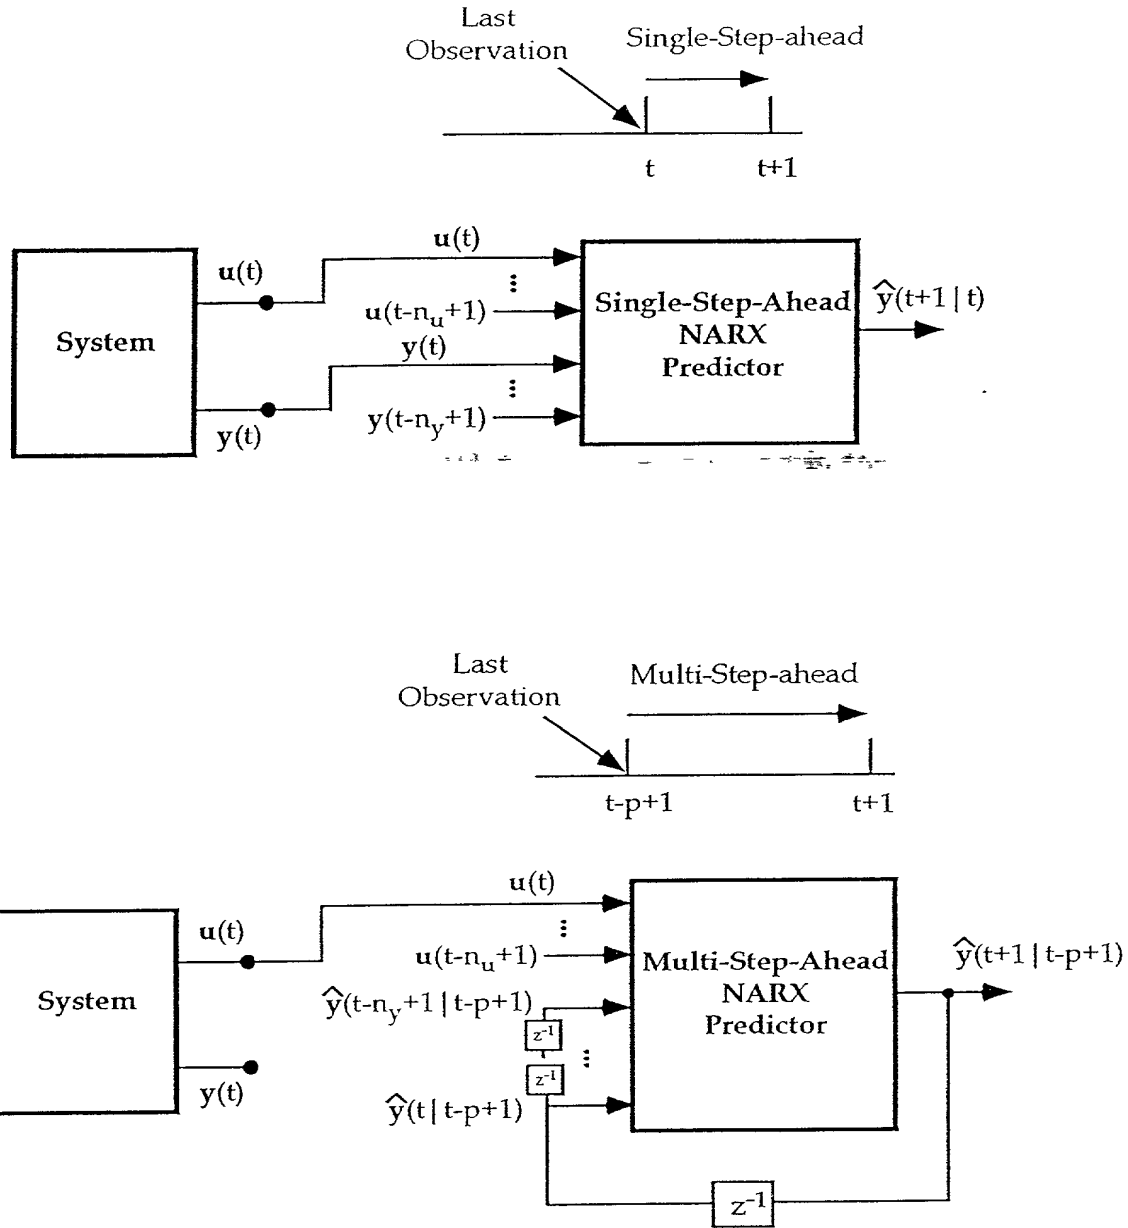 Last
Observation
Single-Step-ahead
t
t+1
System
u(t)
y(t)
u(t)
⋮
u(t-n_u+1)
y(t)
⋮
y(t-n_y+1)
Single-Step-Ahead
NARX
Predictor
ŷ(t+1 | t)
Last
Observation
Multi-Step-ahead
t-p+1
t+1
System
u(t)
y(t)
u(t)
⋮
u(t-n_u+1)
ŷ(t-n_y+1 | t-p+1)
z⁻¹
⋮
z⁻¹
ŷ(t | t-p+1)
Multi-Step-Ahead
NARX
Predictor
ŷ(t+1 | t-p+1)
z⁻¹